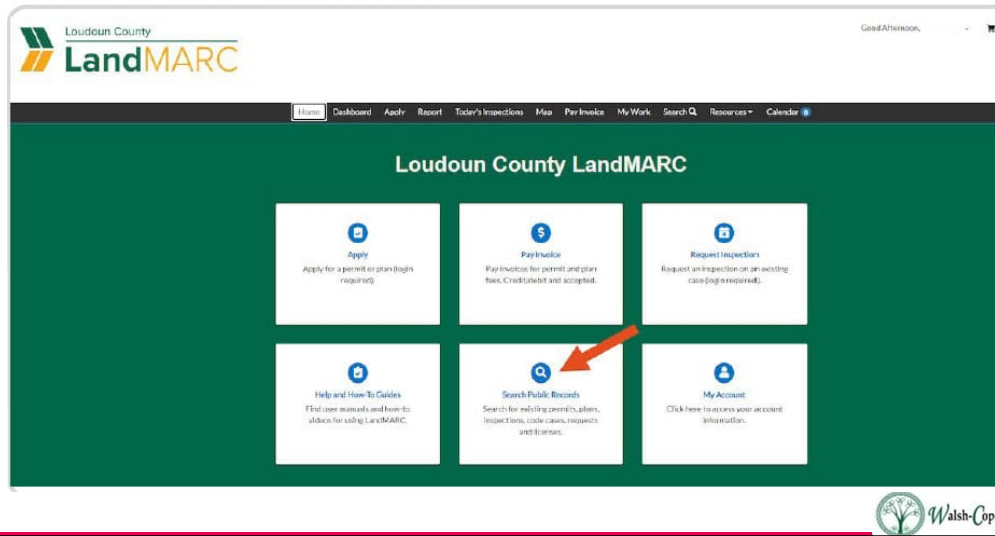 Loudoun County
LandMARC
Good Afternoon,
Home Dashboard Apply Report Today's Inspections Map Pay Invoice My Work Search Resources Calendar 0
Loudoun County LandMARC
Apply
Apply for a permit or plan (login
required).
Pay Invoice
Pay invoices for permit and plan
fees. Credit/debit and accepted.
Request Inspection
Request an inspection on an existing
case (login required).
Help and How-To Guides
Find user manuals and how-to
videos for using LandMARC.
Search Public Records
Search for existing permits, plans,
inspections, code cases, requests
and licenses.
My Account
Click here to access your account
information.
Walsh-Cop